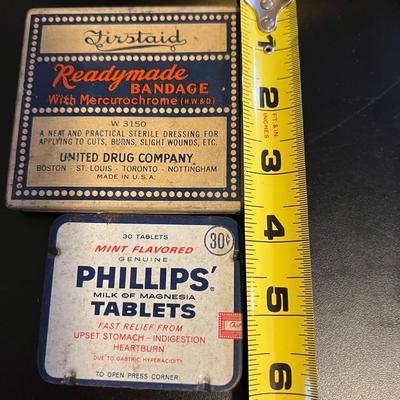 Firstaid
Readymade
BANDAGE
With Mercurochrome (H.W.&D.)
W 3150
A NEAT AND PRACTICAL STERILE DRESSING FOR
APPLYING TO CUTS, BURNS, SLIGHT WOUNDS, ETC.
UNITED DRUG COMPANY
BOSTON - ST. LOUIS - TORONTO - NOTTINGHAM
MADE IN U.S.A.
30 TABLETS
30¢
MINT FLAVORED
GENUINE
PHILLIPS'®
MILK OF MAGNESIA
TABLETS
FAST RELIEF FROM
UPSET STOMACH - INDIGESTION
HEARTBURN
DUE TO GASTRIC HYPERACIDITY
TO OPEN PRESS CORNER
1
2
FT. & IN.
INCHES
3
4
5
6